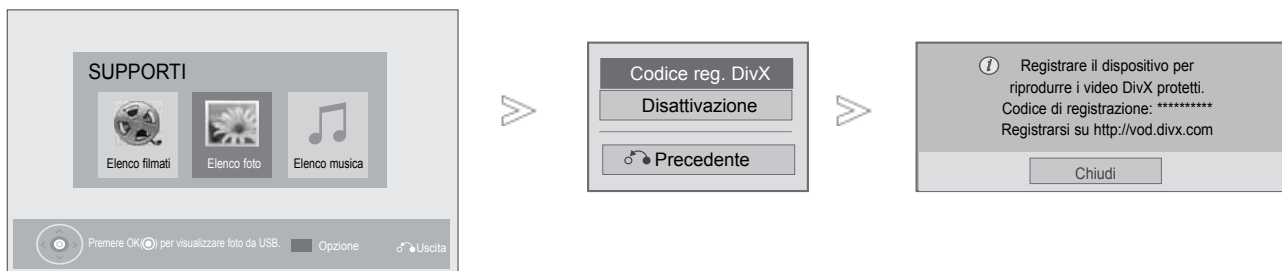 SUPPORTI
Elenco filmati
Elenco foto
Elenco musica
Premere OK(◉) per visualizzare foto da USB.
Opzione
Uscita
Codice reg. DivX
Disattivazione
Precedente
Registrare il dispositivo per
riprodurre i video DivX protetti.
Codice di registrazione: **********
Registrarsi su http://vod.divx.com
Chiudi